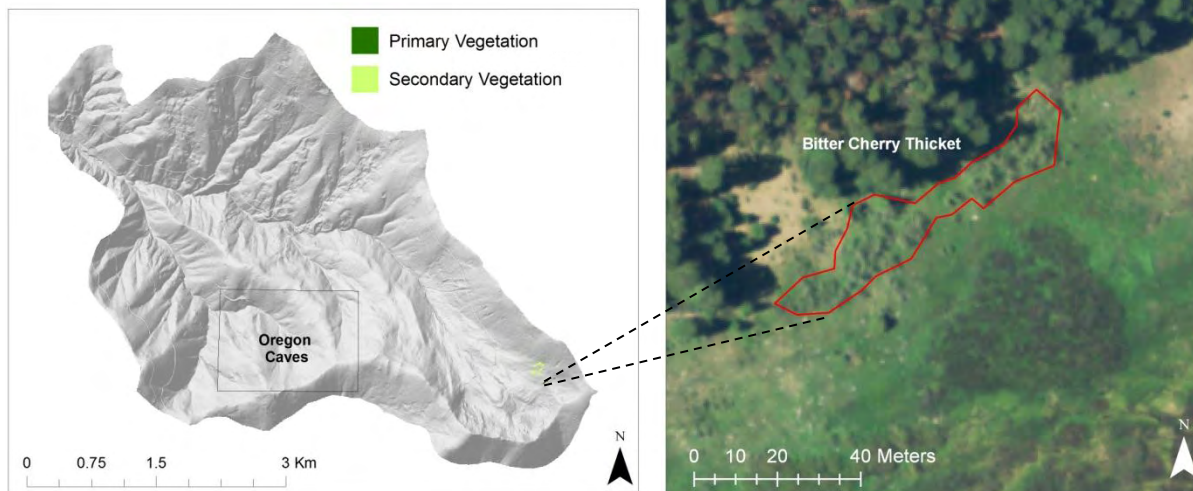 Primary Vegetation
Secondary Vegetation
Oregon
Caves
N
0 0.75 1.5 3 Km
Bitter Cherry Thicket
N
0 10 20 40 Meters